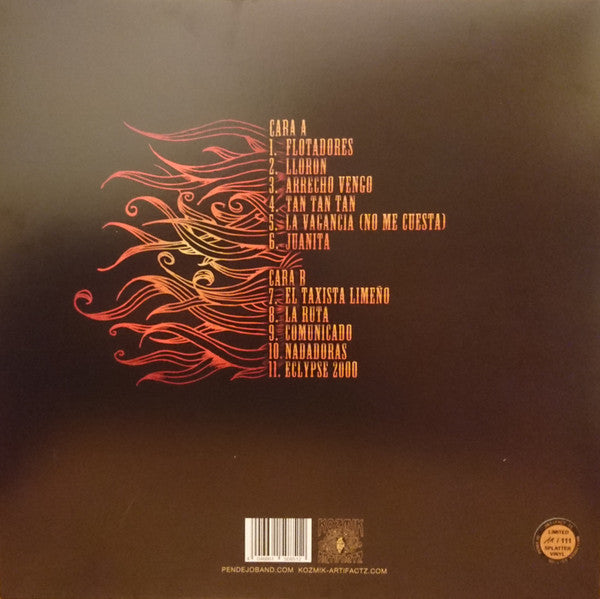 CARA A
1. FLOTADORES
2. LLORON
3. ARRECHO VENGO
4. TAN TAN TAN
5. LA VAGANCIA (NO ME CUESTA)
6. JUANITA
CARA B
7. EL TAXISTA LIMEÑO
8. LA RUTA
9. COMUNICADO
10. NADADORAS
11. ECLYPSE 2000
KOZMIK
ARTIFACTZ
PENDEJOBAND.COM KOZMIK-ARTIFACTZ.COM
LIMITED
/ 111
SPLATTER
VINYL